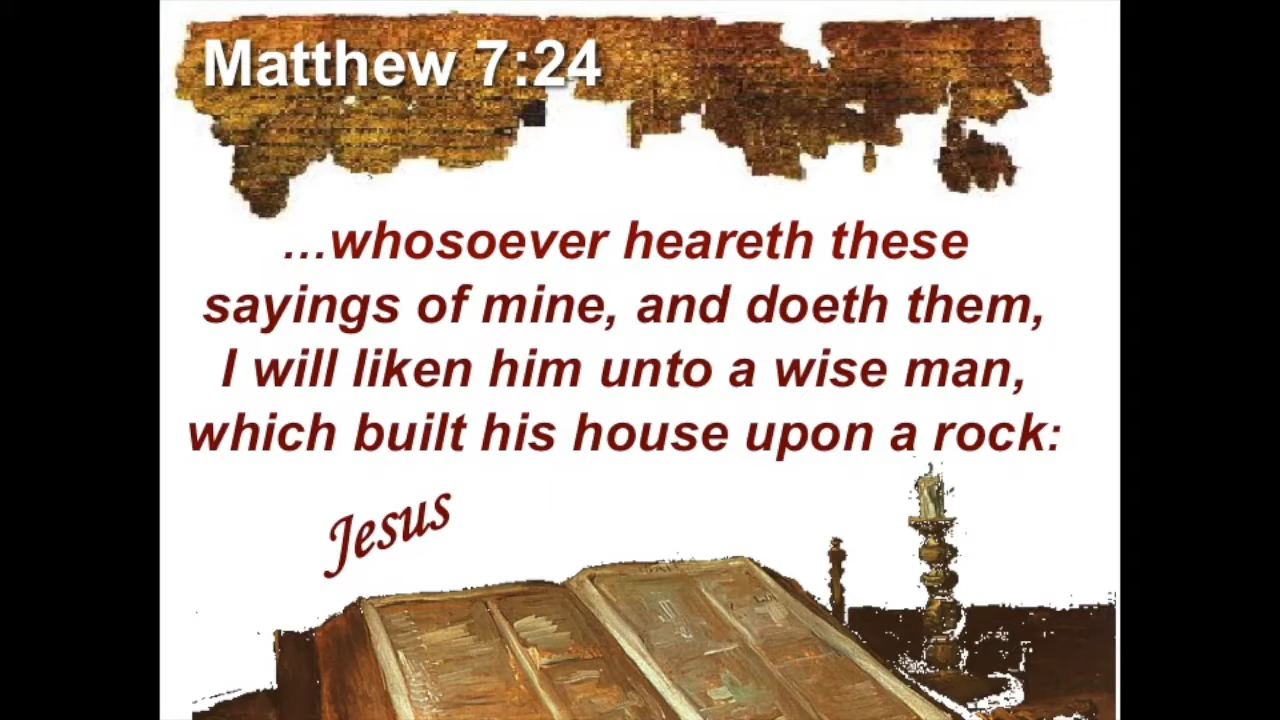 Matthew 7:24
...whosoever heareth these
sayings of mine, and doeth them,
I will liken him unto a wise man,
which built his house upon a rock:
Jesus